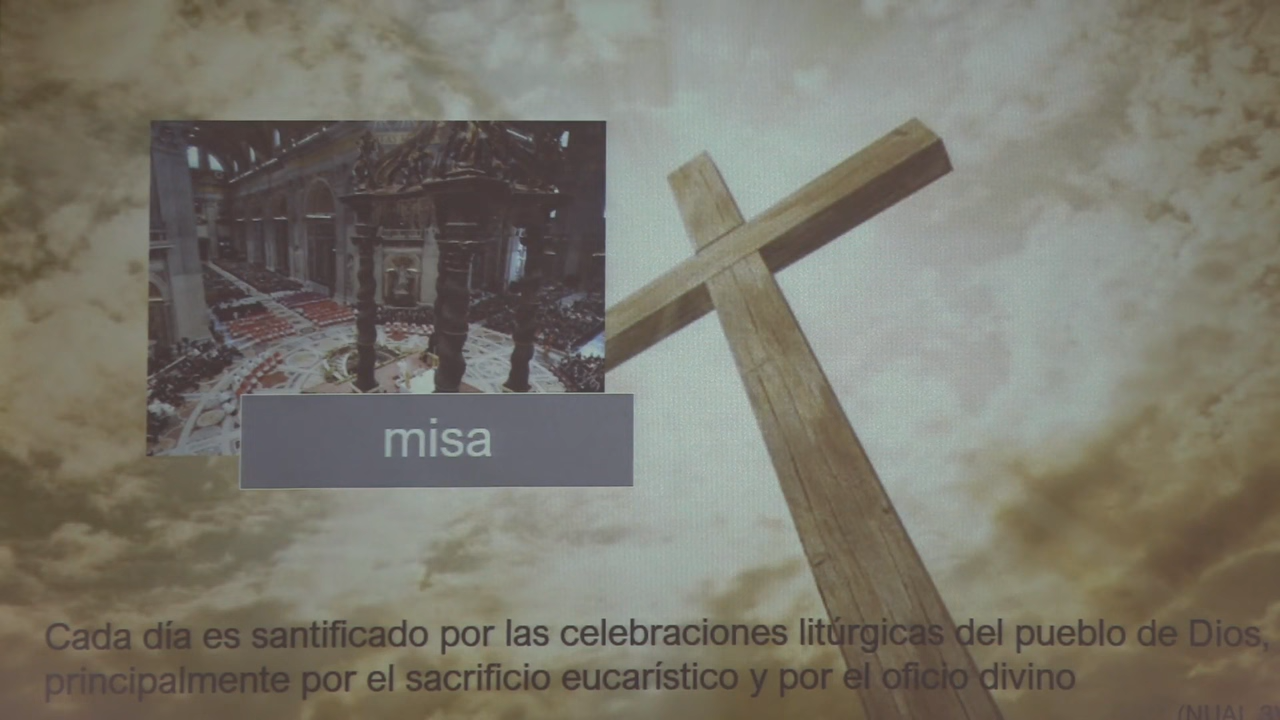 misa
Cada día es santificado por las celebraciones litúrgicas del pueblo de Dios,
principalmente por el sacrificio eucarístico y por el oficio divino